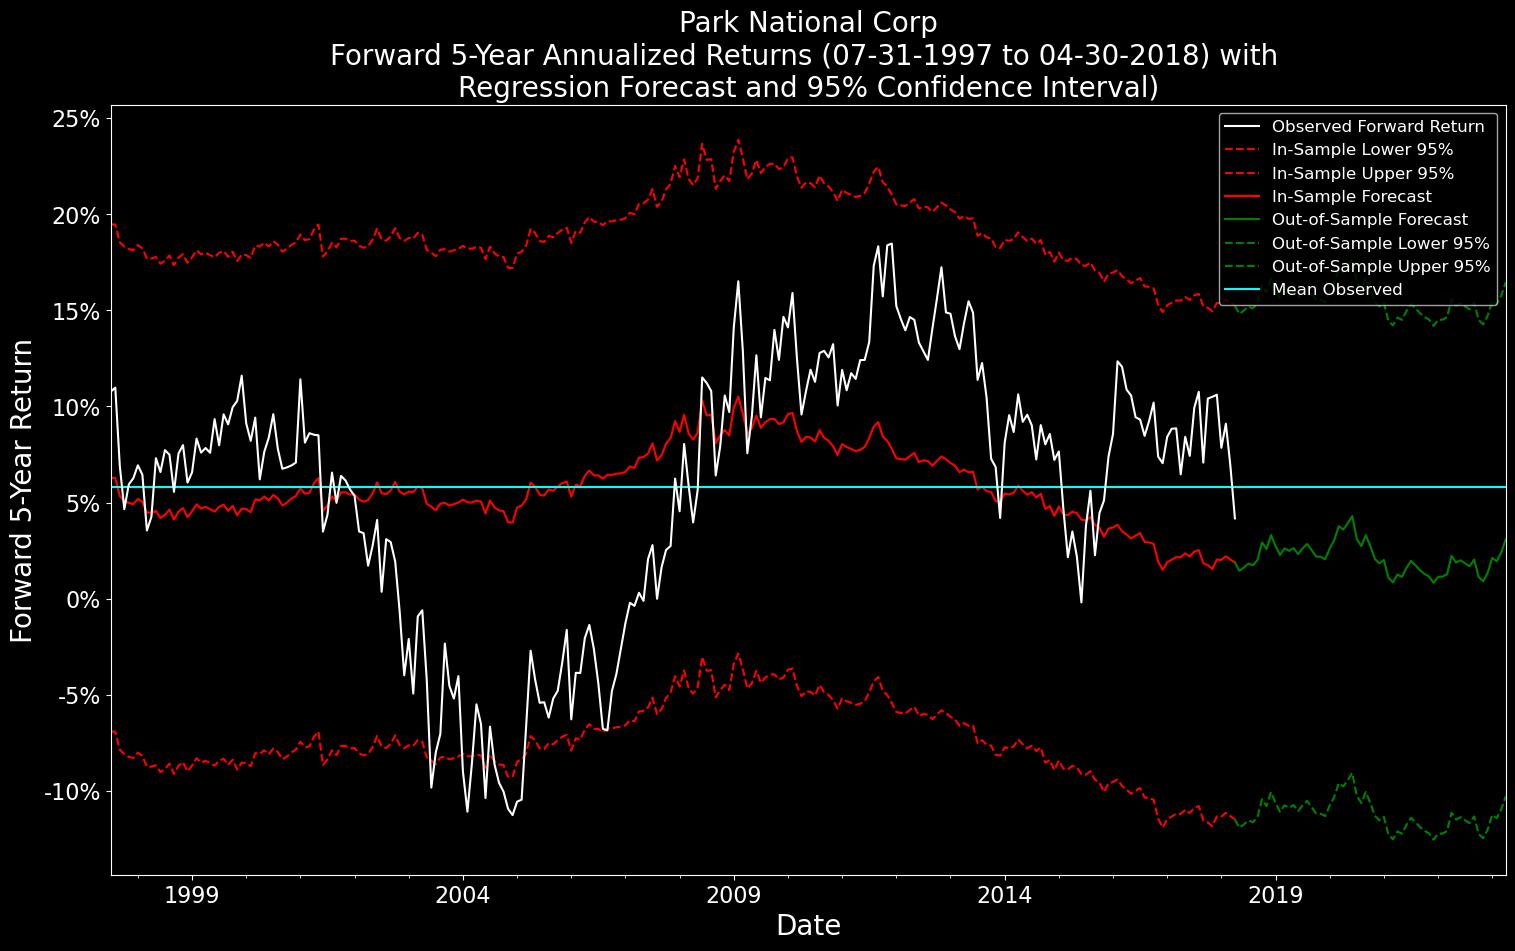 Park National Corp
Forward 5-Year Annualized Returns (07-31-1997 to 04-30-2018) with
Regression Forecast and 95% Confidence Interval)
25%
20%
15%
10%
5%
0%
-5%
-10%
Forward 5-Year Return
Observed Forward Return
In-Sample Lower 95%
In-Sample Upper 95%
In-Sample Forecast
Out-of-Sample Forecast
Out-of-Sample Lower 95%
Out-of-Sample Upper 95%
Mean Observed
1999
2004
2009
2014
2019
Date